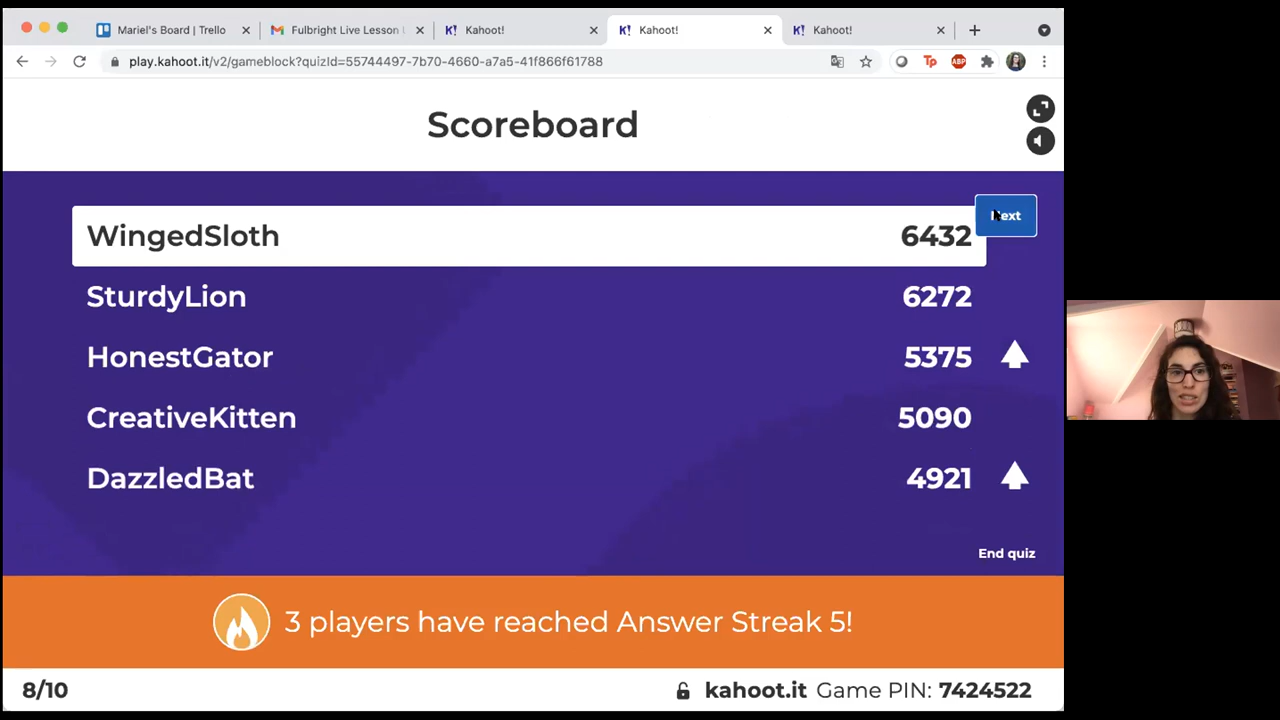 Mariel's Board | Trello
Fulbright Live Lesson
K! Kahoot!
K! Kahoot!
K! Kahoot!
play.kahoot.it/v2/gameblock?quizId=55744497-7b70-4660-a7a5-41f866f61788
Tp
ABP
Scoreboard
Next
WingedSloth 6432
SturdyLion 6272
HonestGator 5375
CreativeKitten 5090
DazzledBat 4921
End quiz
3 players have reached Answer Streak 5!
8/10 kahoot.it Game PIN: 7424522